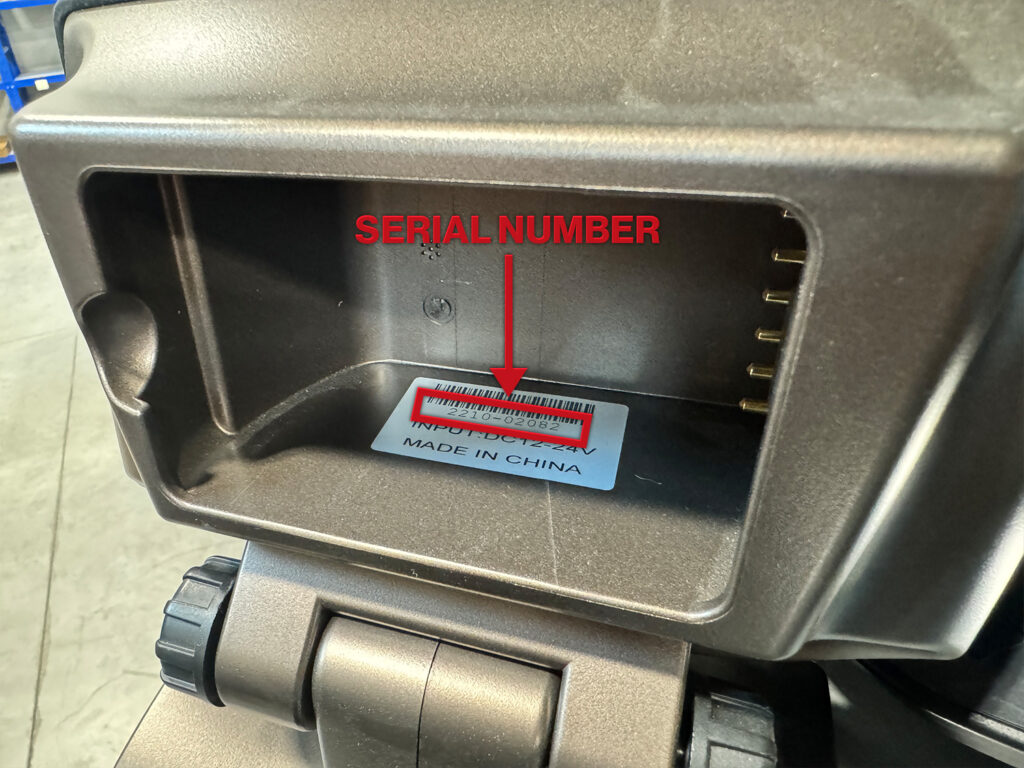 SERIAL NUMBER
2210-02082
INPUT:DC12-24V
MADE IN CHINA